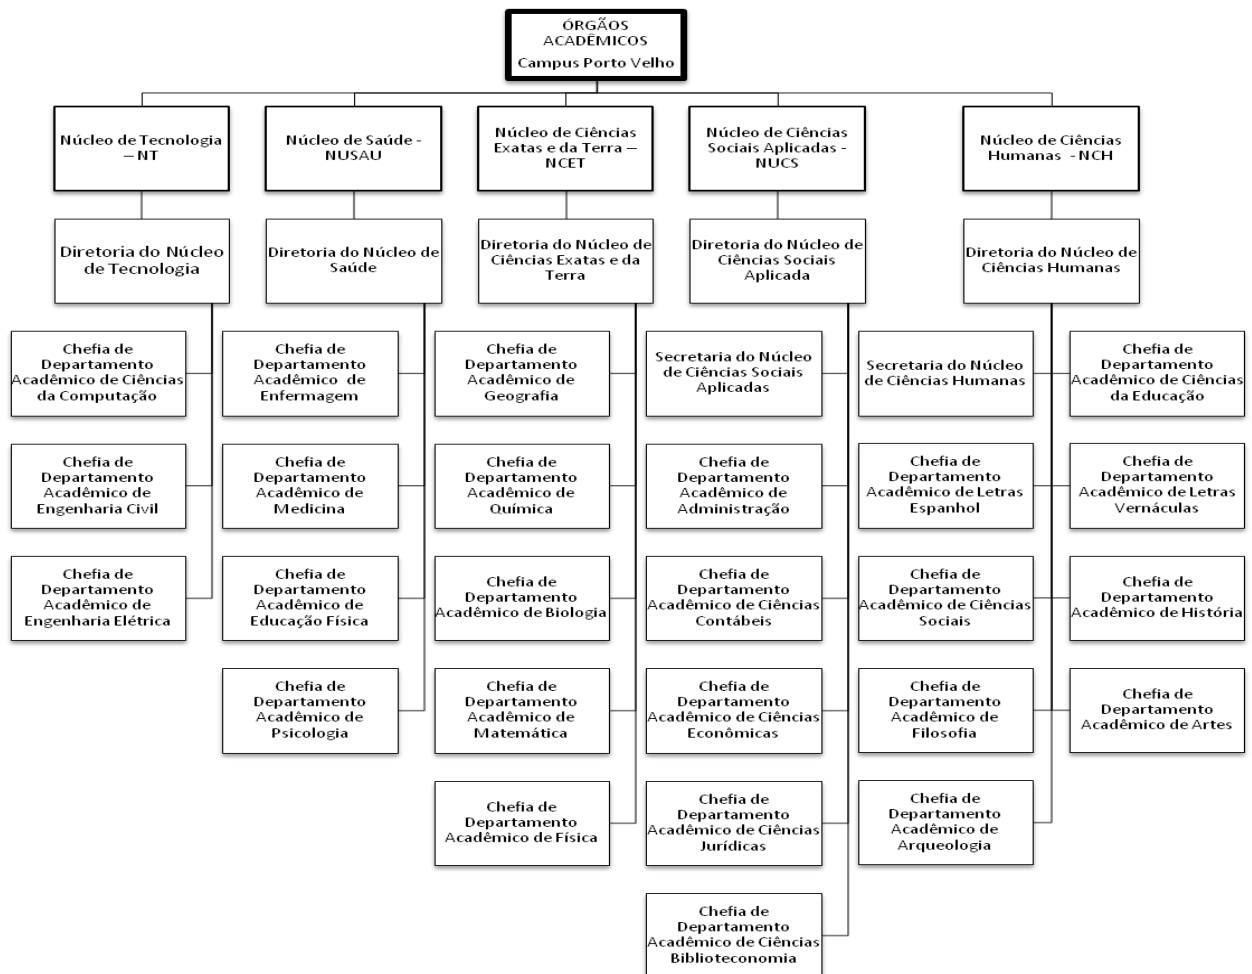 ÓRGÃOS
ACADÊMICOS
Campus Porto Velho
Núcleo de Tecnologia
– NT
Núcleo de Saúde -
NUSAU
Núcleo de Ciências
Exatas e da Terra –
NCET
Núcleo de Ciências
Sociais Aplicadas -
NUCS
Núcleo de Ciências
Humanas - NCH
Diretoria do Núcleo
de Tecnologia
Diretoria do Núcleo de
Saúde
Diretoria do Núcleo de
Ciências Exatas e da
Terra
Diretoria do Núcleo de
Ciências Sociais
Aplicada
Diretoria do Núcleo de
Ciências Humanas
Chefia de
Departamento
Acadêmico de Ciências
da Computação
Chefia de
Departamento
Acadêmico de
Enfermagem
Chefia de
Departamento
Acadêmico de
Geografia
Secretaria do Núcleo
de Ciências Sociais
Aplicadas
Secretaria do Núcleo
de Ciências Humanas
Chefia de
Departamento
Acadêmico de Ciências
da Educação
Chefia de
Departamento
Acadêmico de
Engenharia Civil
Chefia de
Departamento
Acadêmico de
Medicina
Chefia de
Departamento
Acadêmico de
Química
Chefia de
Departamento
Acadêmico de
Administração
Chefia de
Departamento
Acadêmico de Letras
Espanhol
Chefia de
Departamento
Acadêmico de Letras
Vernáculas
Chefia de
Departamento
Acadêmico de
Engenharia Elétrica
Chefia de
Departamento
Acadêmico de
Educação Física
Chefia de
Departamento
Acadêmico de Biologia
Chefia de
Departamento
Acadêmico de Ciências
Contábeis
Chefia de
Departamento
Acadêmico de Ciências
Sociais
Chefia de
Departamento
Acadêmico de História
Chefia de
Departamento
Acadêmico de
Psicologia
Chefia de
Departamento
Acadêmico de
Matemática
Chefia de
Departamento
Acadêmico de Ciências
Econômicas
Chefia de
Departamento
Acadêmico de
Filosofia
Chefia de
Departamento
Acadêmico de Artes
Chefia de
Departamento
Acadêmico de Física
Chefia de
Departamento
Acadêmico de Ciências
Jurídicas
Chefia de
Departamento
Acadêmico de
Arqueologia
Chefia de
Departamento
Acadêmico de Ciências
Biblioteconomia